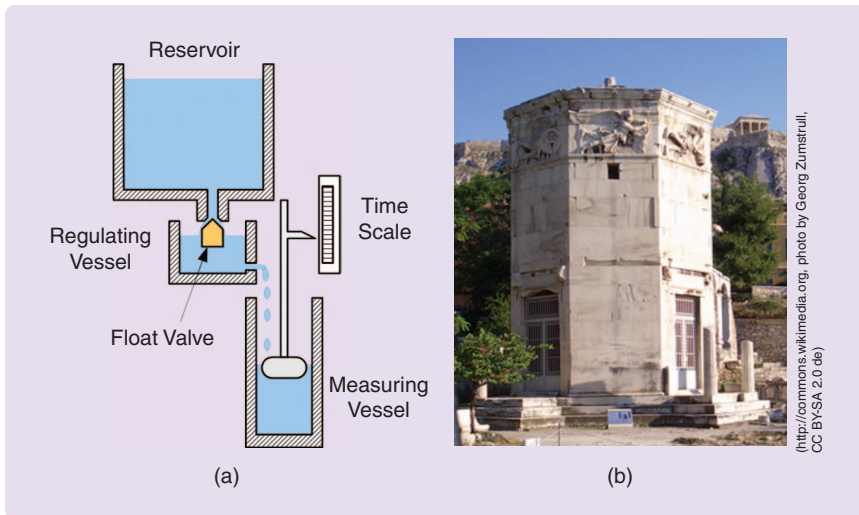 Reservoir
Regulating
Vessel
Float Valve
Time
Scale
Measuring
Vessel
(a)
(b)
(http://commons.wikimedia.org, photo by Georg Zumstrull,
CC BY-SA 2.0 de)